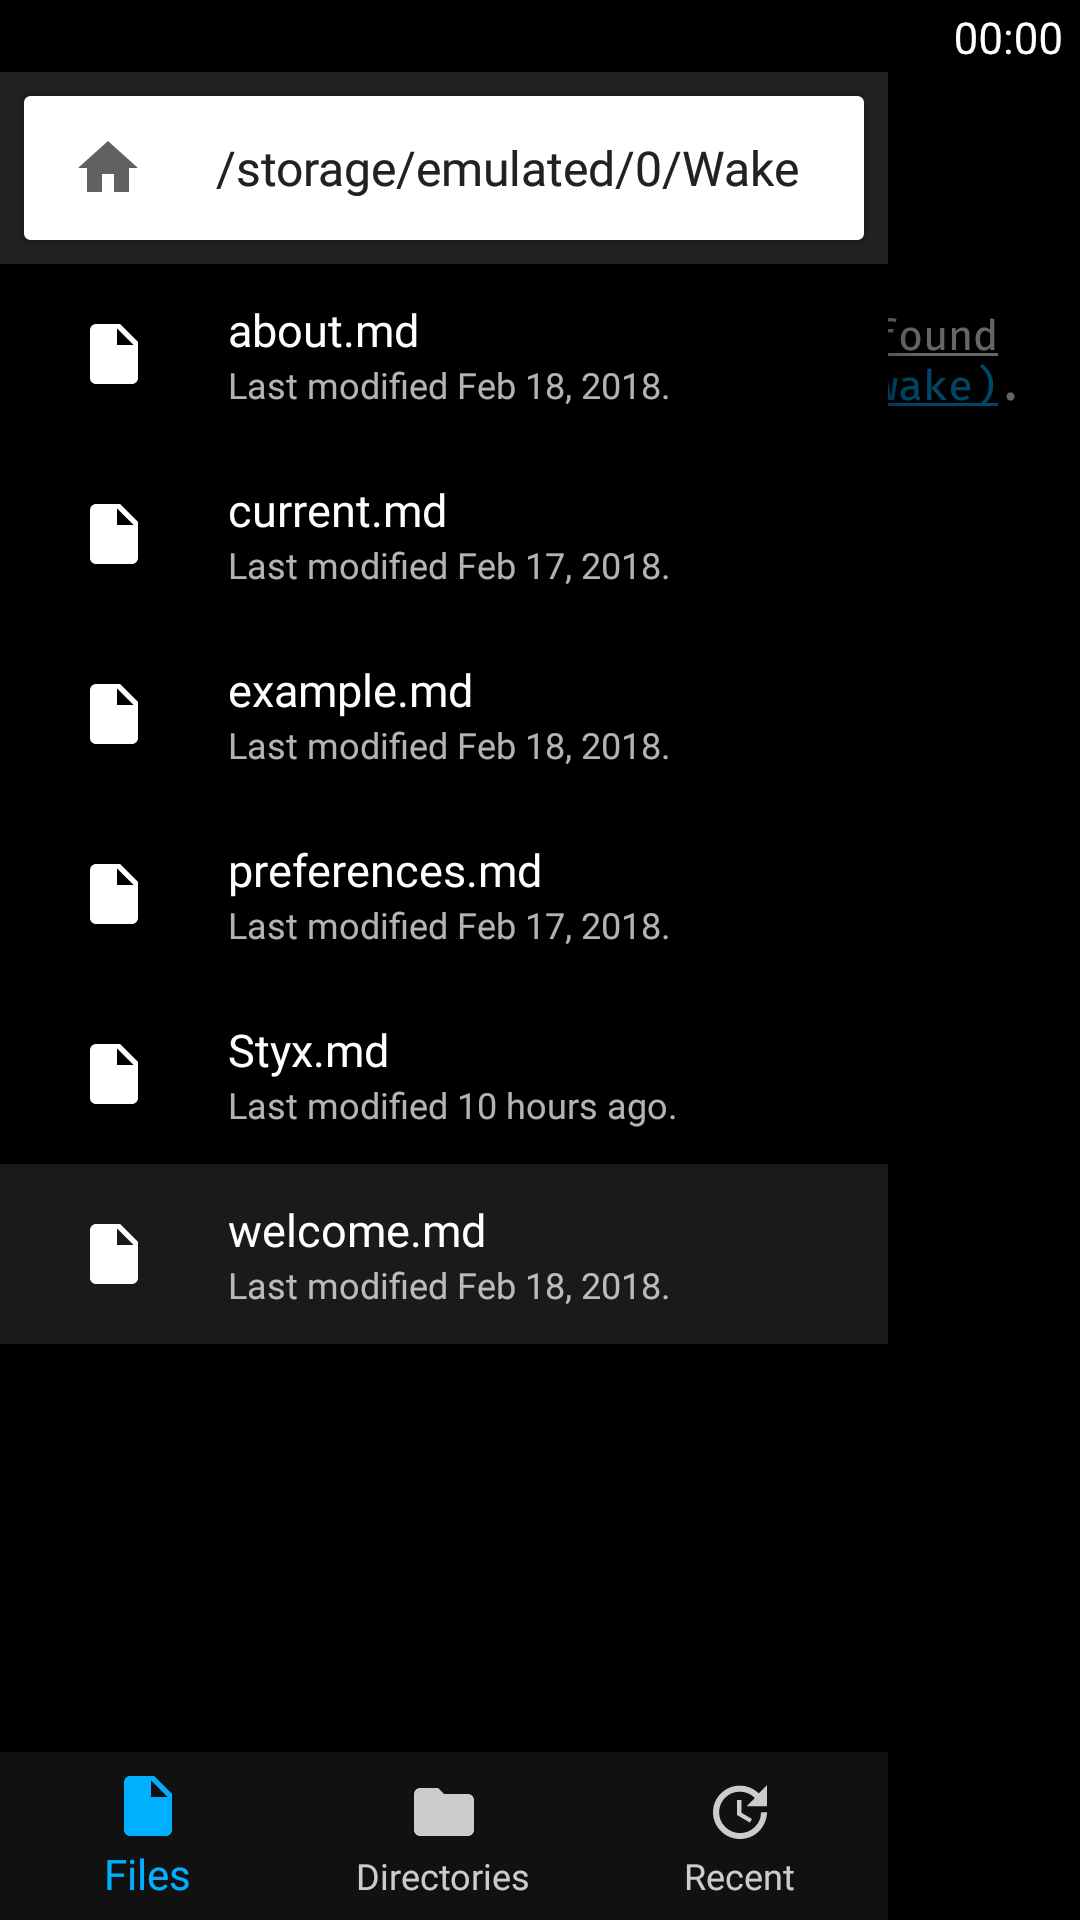 00:00
/storage/emulated/0/Wake
about.md
Last modified Feb 18, 2018.
found
wake).
current.md
Last modified Feb 17, 2018.
example.md
Last modified Feb 18, 2018.
preferences.md
Last modified Feb 17, 2018.
Styx.md
Last modified 10 hours ago.
welcome.md
Last modified Feb 18, 2018.
Files
Directories
Recent